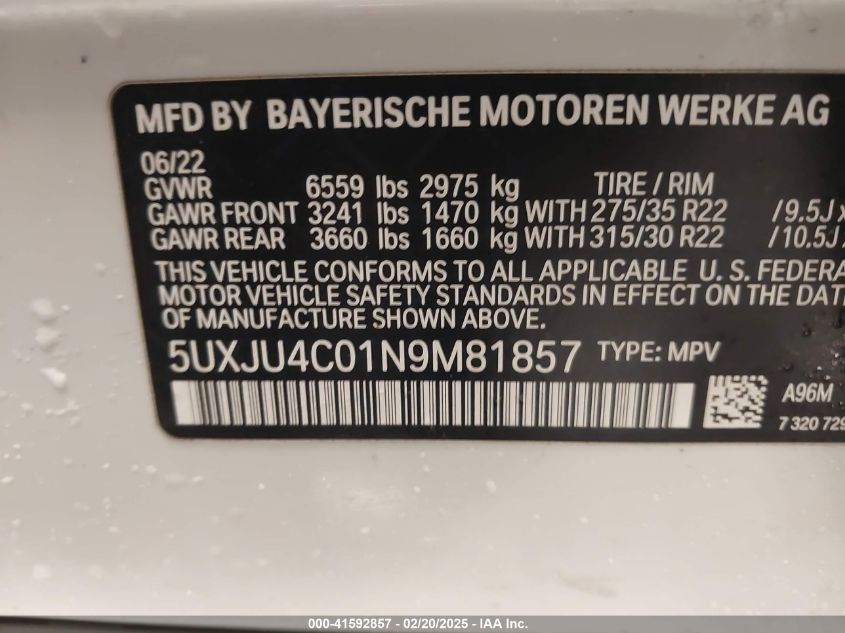 MFD BY BAYERISCHE MOTOREN WERKE AG
06/22
GVWR 6559 lbs 2975 kg TIRE / RIM
GAWR FRONT 3241 lbs 1470 kg WITH 275/35 R22 /9.5J x
GAWR REAR 3660 lbs 1660 kg WITH 315/30 R22 /10.5J
THIS VEHICLE CONFORMS TO ALL APPLICABLE U. S. FEDERA
MOTOR VEHICLE SAFETY STANDARDS IN EFFECT ON THE DAT
OF MANUFACTURE SHOWN ABOVE.
5UXJU4C01N9M81857 TYPE: MPV
A96M
7 320 729
000-41592857 - 02/20/2025 - IAA Inc.